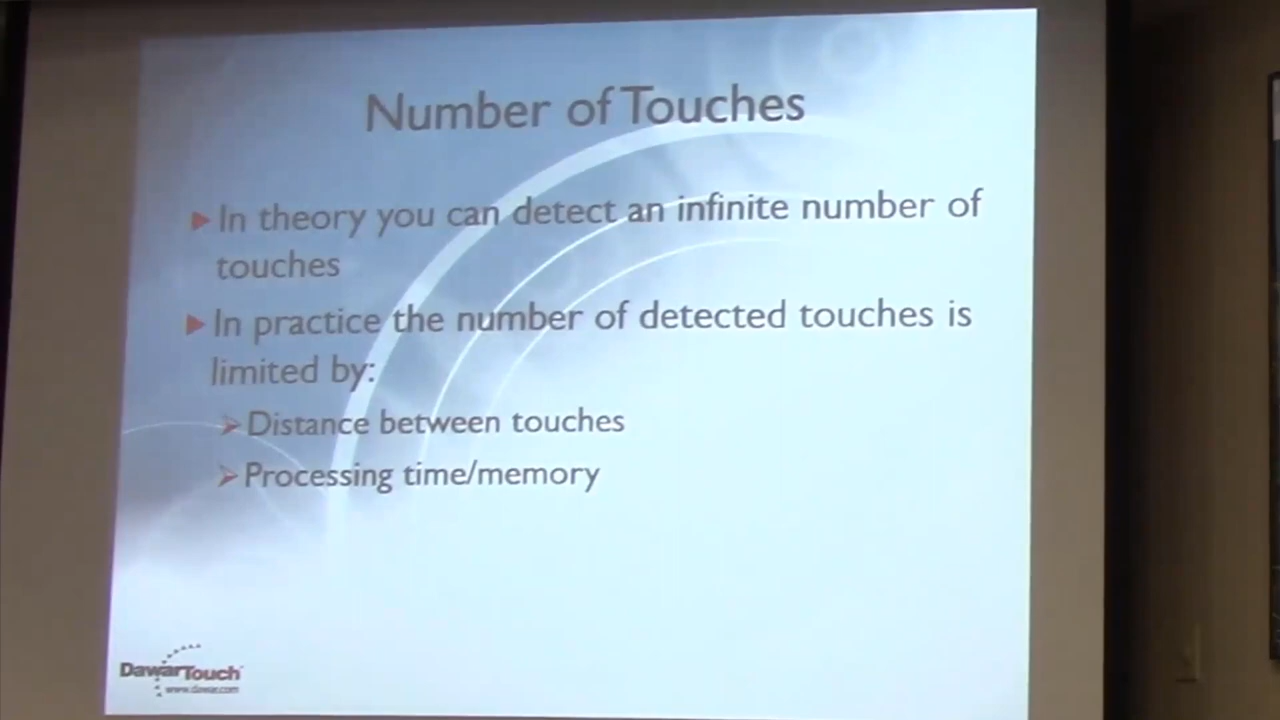 Number of Touches
In theory you can detect an infinite number of
touches
In practice the number of detected touches is
limited by:
Distance between touches
Processing time/memory
DawarTouch
www.dawar.com